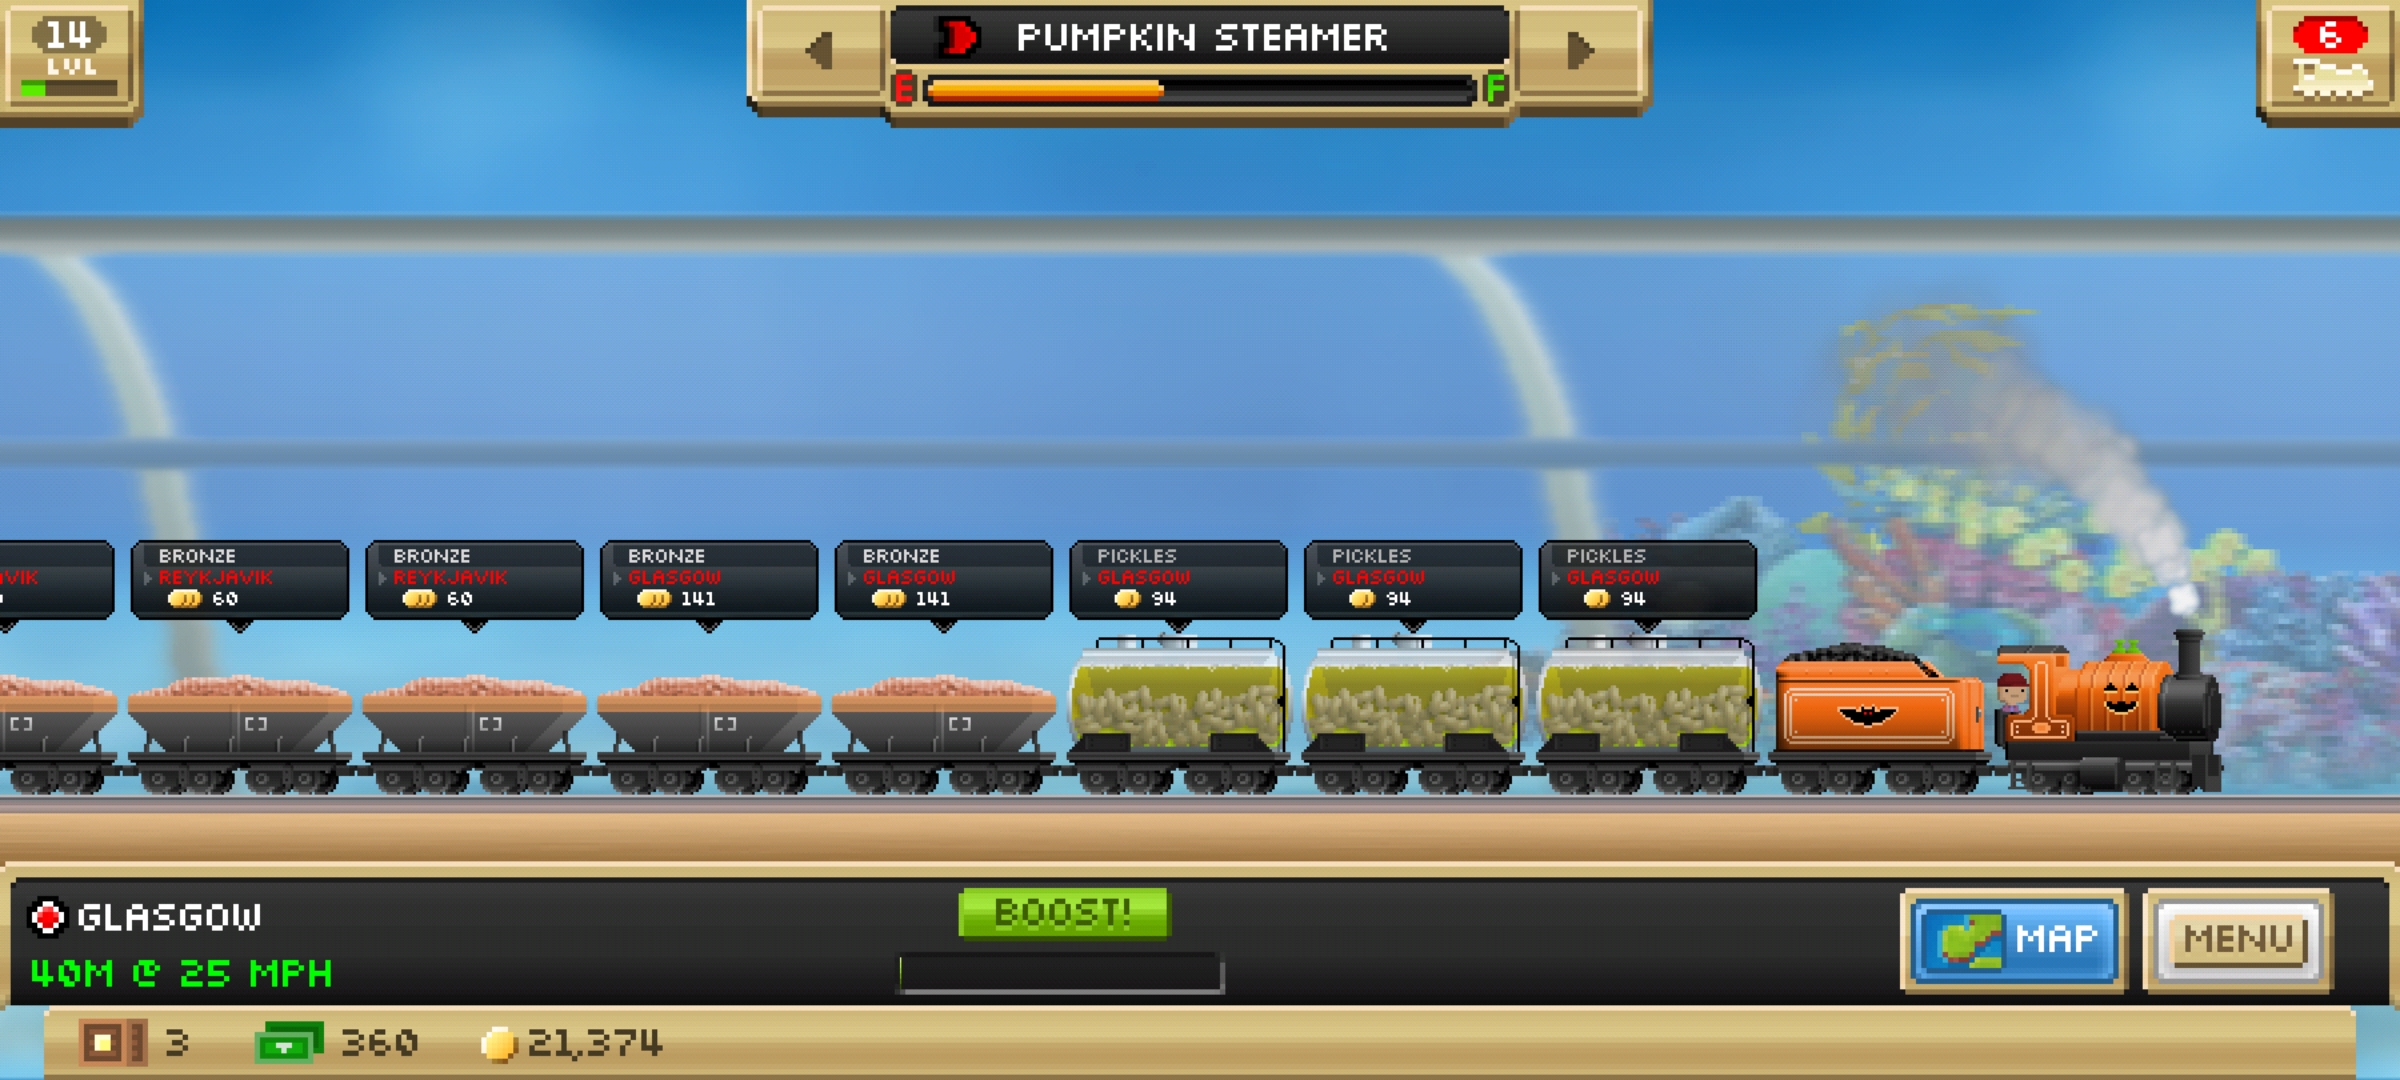 14
LVL
PUMPKIN STEAMER
E F
6
VIK
BRONZE
REYKJAVIK
60
BRONZE
REYKJAVIK
60
BRONZE
GLASGOW
141
BRONZE
GLASGOW
141
PICKLES
GLASGOW
94
PICKLES
GLASGOW
94
PICKLES
GLASGOW
94
GLASGOW
40M @ 25 MPH
BOOST!
MAP
MENU
3
360
21,374